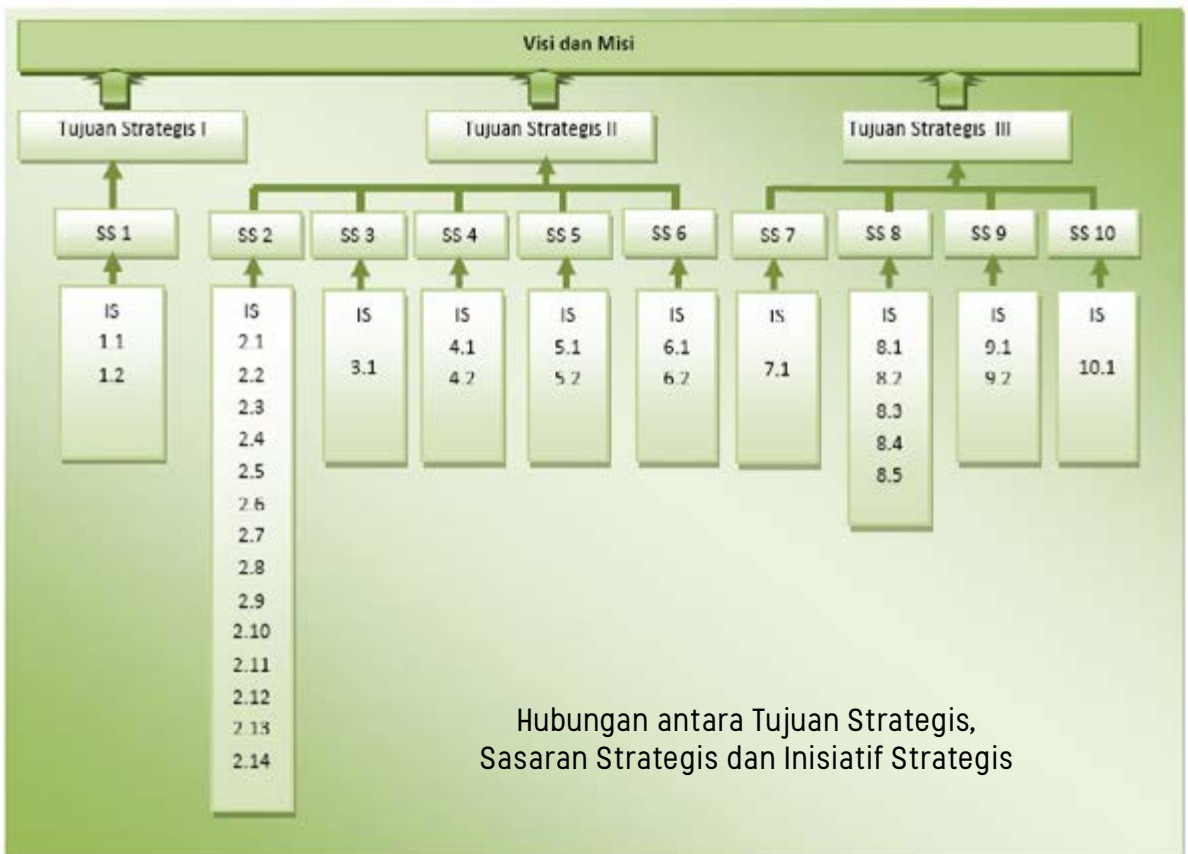 Visi dan Misi
Tujuan Strategis I
Tujuan Strategis II
Tujuan Strategis III
SS 1
SS 2
SS 3
SS 4
SS 5
SS 6
SS 7
SS 8
SS 9
SS 10
IS
1.1
1.2
IS
2.1
2.2
2.3
2.4
2.5
2.6
2.7
2.8
2.9
2.10
2.11
2.12
2.13
2.14
IS
3.1
IS
4.1
4.2
IS
5.1
5.2
IS
6.1
6.2
IS
7.1
IS
8.1
8.2
8.3
8.4
8.5
IS
9.1
9.2
IS
10.1
Hubungan antara Tujuan Strategis,
Sasaran Strategis dan Inisiatif Strategis